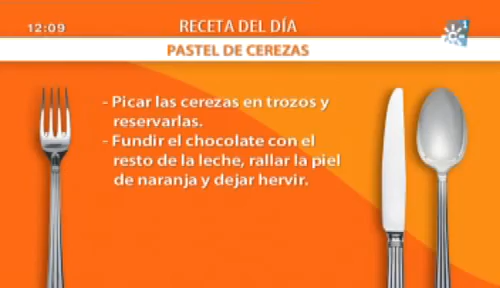 12:09
RECETA DEL DÍA
1
PASTEL DE CEREZAS
- Picar las cerezas en trozos y
reservarlas.
- Fundir el chocolate con el
resto de la leche, rallar la piel
de naranja y dejar hervir.